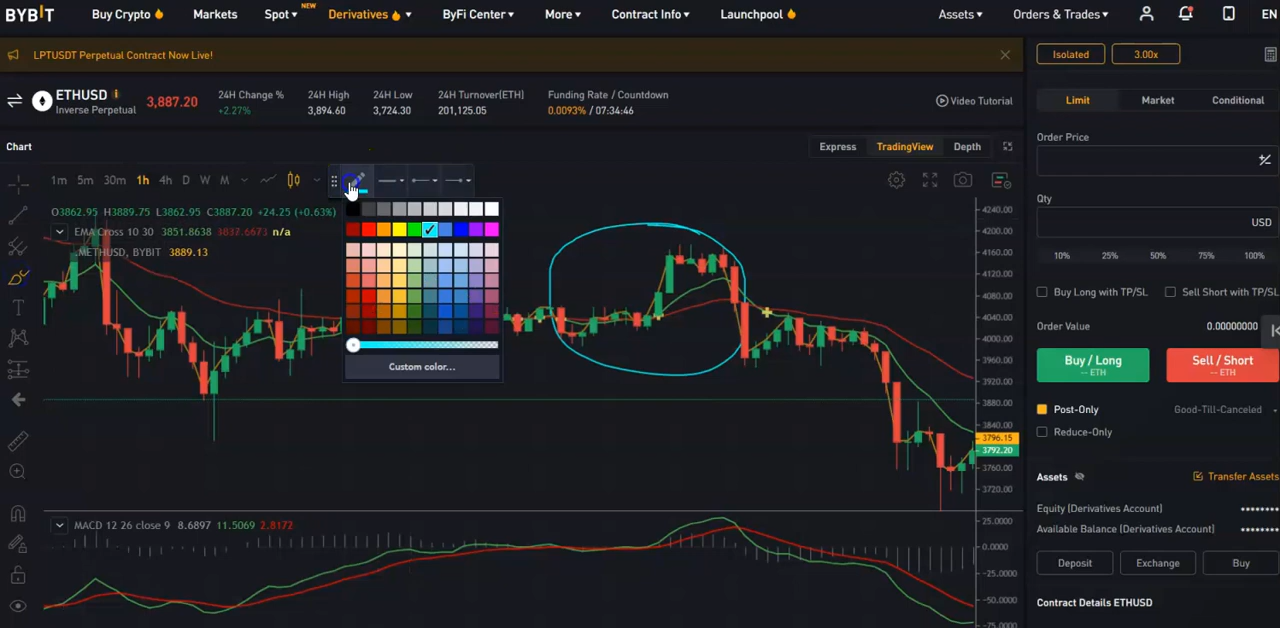 BYBIT Buy Crypto Markets Spot NEW Derivatives ByFi Center More Contract Info Launchpool Assets Orders & Trades EN
LPTUSDT Perpetual Contract Now Live!
ETHUSD
Inverse Perpetual
3,887.20
24H Change %
+2.27%
24H High
3,894.60
24H Low
3,724.30
24H Turnover(ETH)
201,125.05
Funding Rate / Countdown
0.0093% / 07:34:46
Video Tutorial
Chart
Express TradingView Depth
1m 5m 30m 1h 4h D W M
O3862.95 H3889.75 L3862.95 C3887.20 +24.25 (+0.63%)
EMA Cross 10 30 3851.8638 3837.6673 n/a
.METHUSD, BYBIT 3889.13
Custom color...
4240.00
4200.00
4160.00
4120.00
4080.00
4040.00
4000.00
3960.00
3920.00
3880.00
3840.00
3796.15
3792.20
3760.00
3720.00
MACD 12 26 close 9 8.6897 11.5069 2.8172
25.0000
0.0000
-25.0000
-50.0000
-75.0000
Isolated 3.00x
Limit Market Conditional
Order Price
Qty
USD
10% 25% 50% 75% 100%
Buy Long with TP/SL Sell Short with TP/SL
Order Value 0.00000000
Buy / Long
-- ETH
Sell / Short
-- ETH
Post-Only Good-Till-Canceled
Reduce-Only
Assets Transfer Assets
Equity (Derivatives Account) ********
Available Balance (Derivatives Account) ********
Deposit Exchange Buy
Contract Details ETHUSD